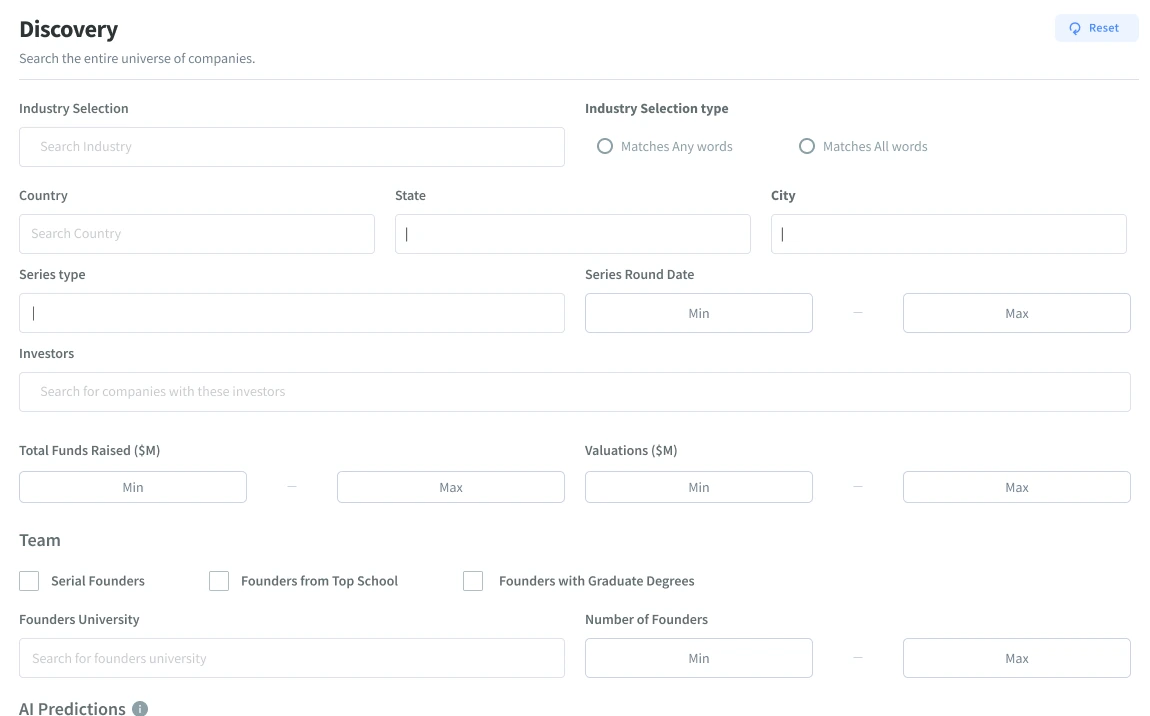 Discovery
Reset
Search the entire universe of companies.
Industry Selection
Industry Selection type
Search Industry
Matches Any words
Matches All words
Country
State
City
Search Country
Series type
Series Round Date
Min
–
Max
Investors
Search for companies with these investors
Total Funds Raised ($M)
Valuations ($M)
Min
–
Max
Min
–
Max
Team
Serial Founders
Founders from Top School
Founders with Graduate Degrees
Founders University
Number of Founders
Search for founders university
Min
–
Max
AI Predictions